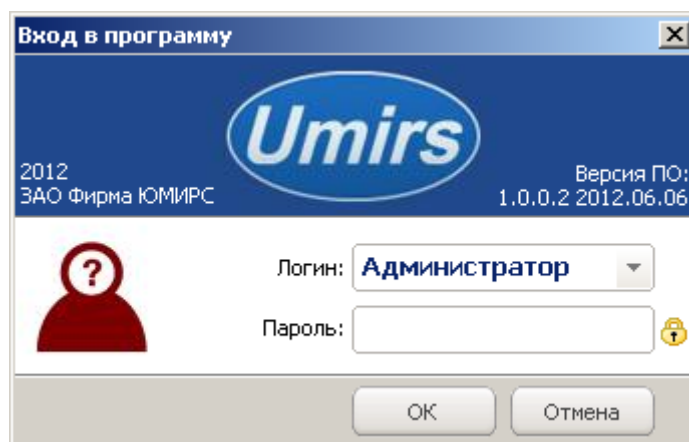 Вход в программу
Umirs
2012
ЗАО Фирма ЮМИРС
Версия ПО:
1.0.0.2 2012.06.06
?
Логин: Администратор
Пароль:
ОК
Отмена